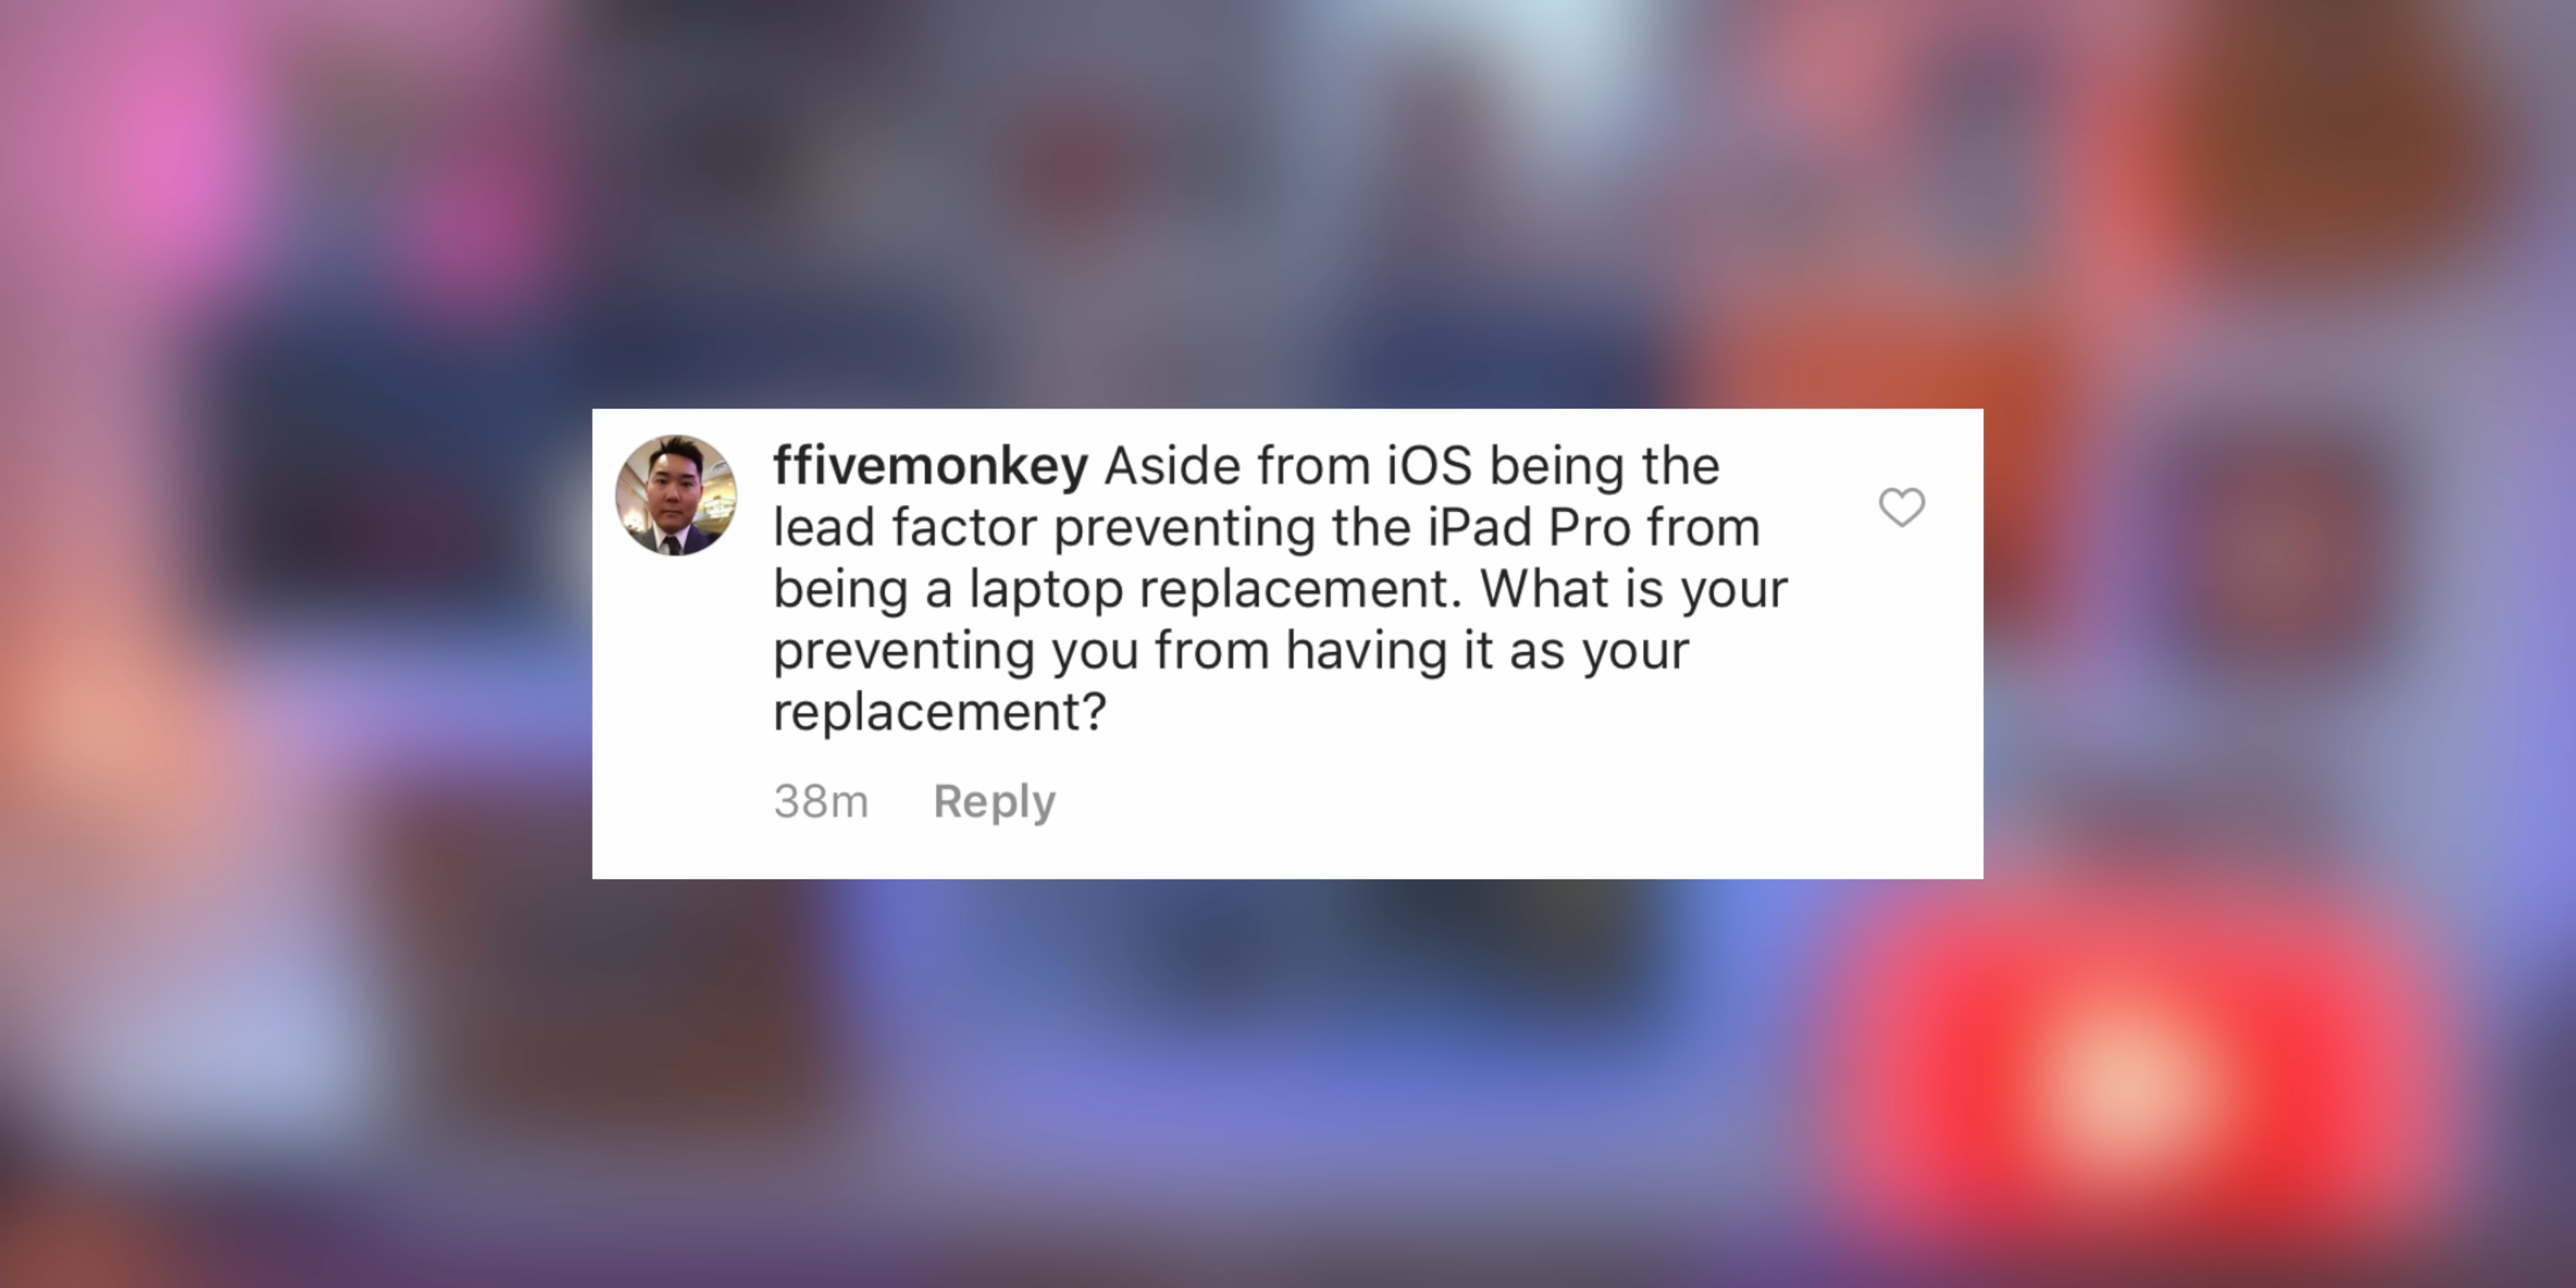 ffivemonkey Aside from iOS being the
lead factor preventing the iPad Pro from
being a laptop replacement. What is your
preventing you from having it as your
replacement?
38m Reply